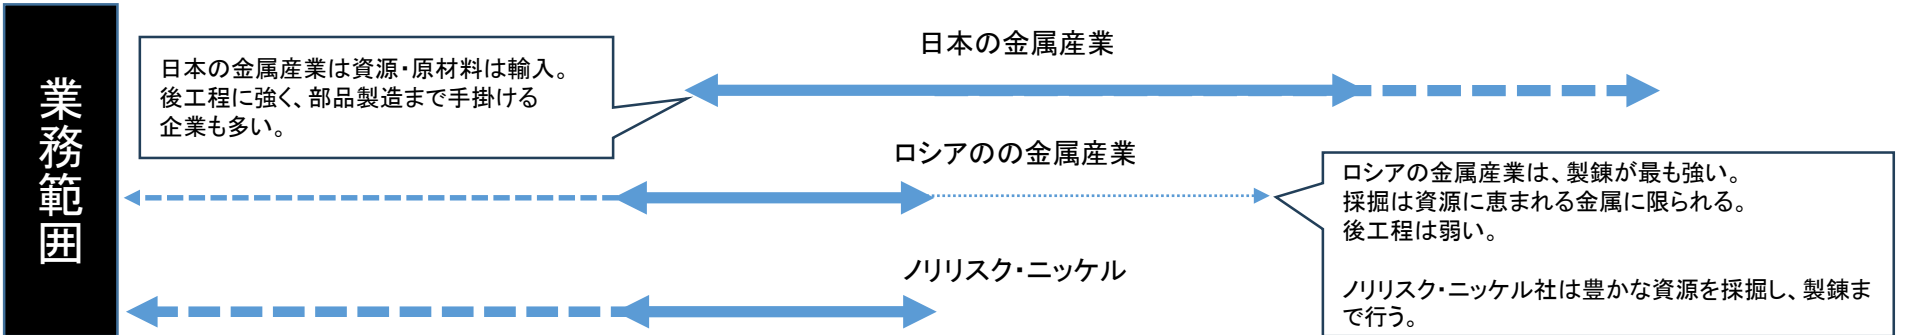 業務範囲
日本の金属産業は資源・原材料は輸入。
後工程に強く、部品製造まで手掛ける
企業も多い。
日本の金属産業
ロシアのの金属産業
ロシアの金属産業は、製錬が最も強い。
採掘は資源に恵まれる金属に限られる。
後工程は弱い。
ノリリスク・ニッケル社は豊かな資源を採掘し、製錬ま
で行う。
ノリリスク・ニッケル